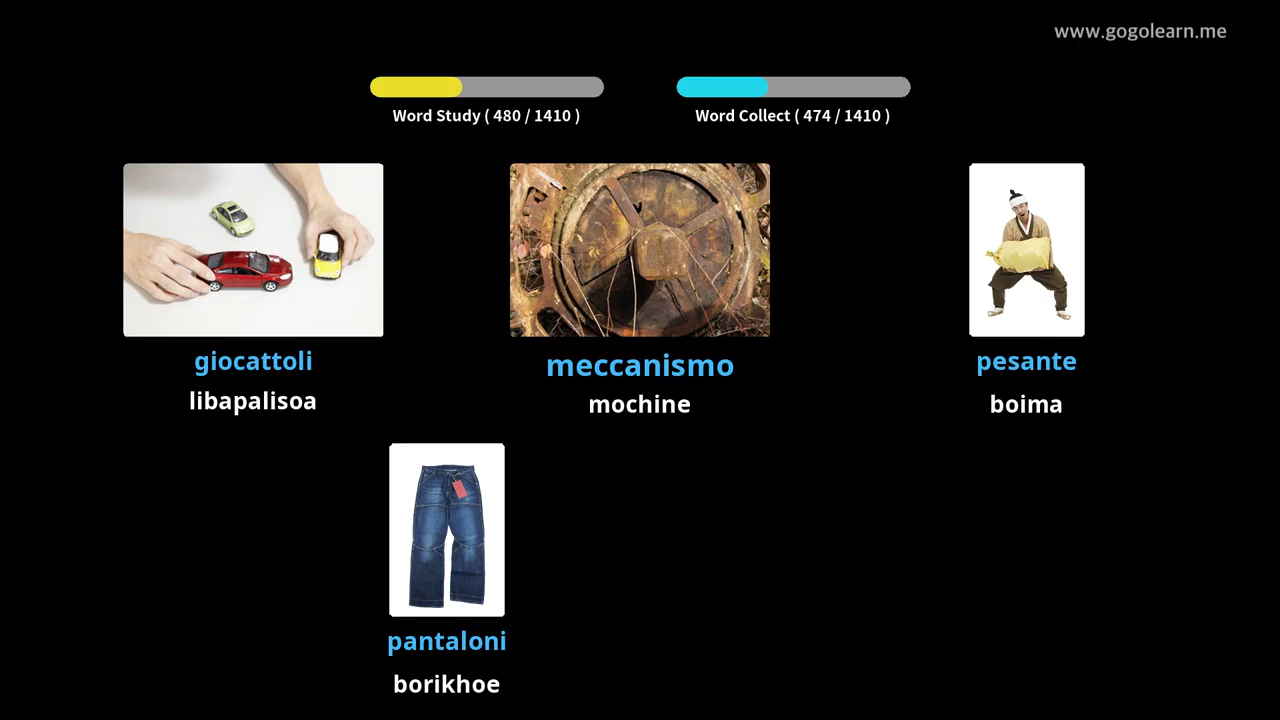 www.gogolearn.me
Word Study ( 480 / 1410 )
Word Collect ( 474 / 1410 )
giocattoli
libapalisoa
meccanismo
mochine
pesante
boima
pantaloni
borikhoe